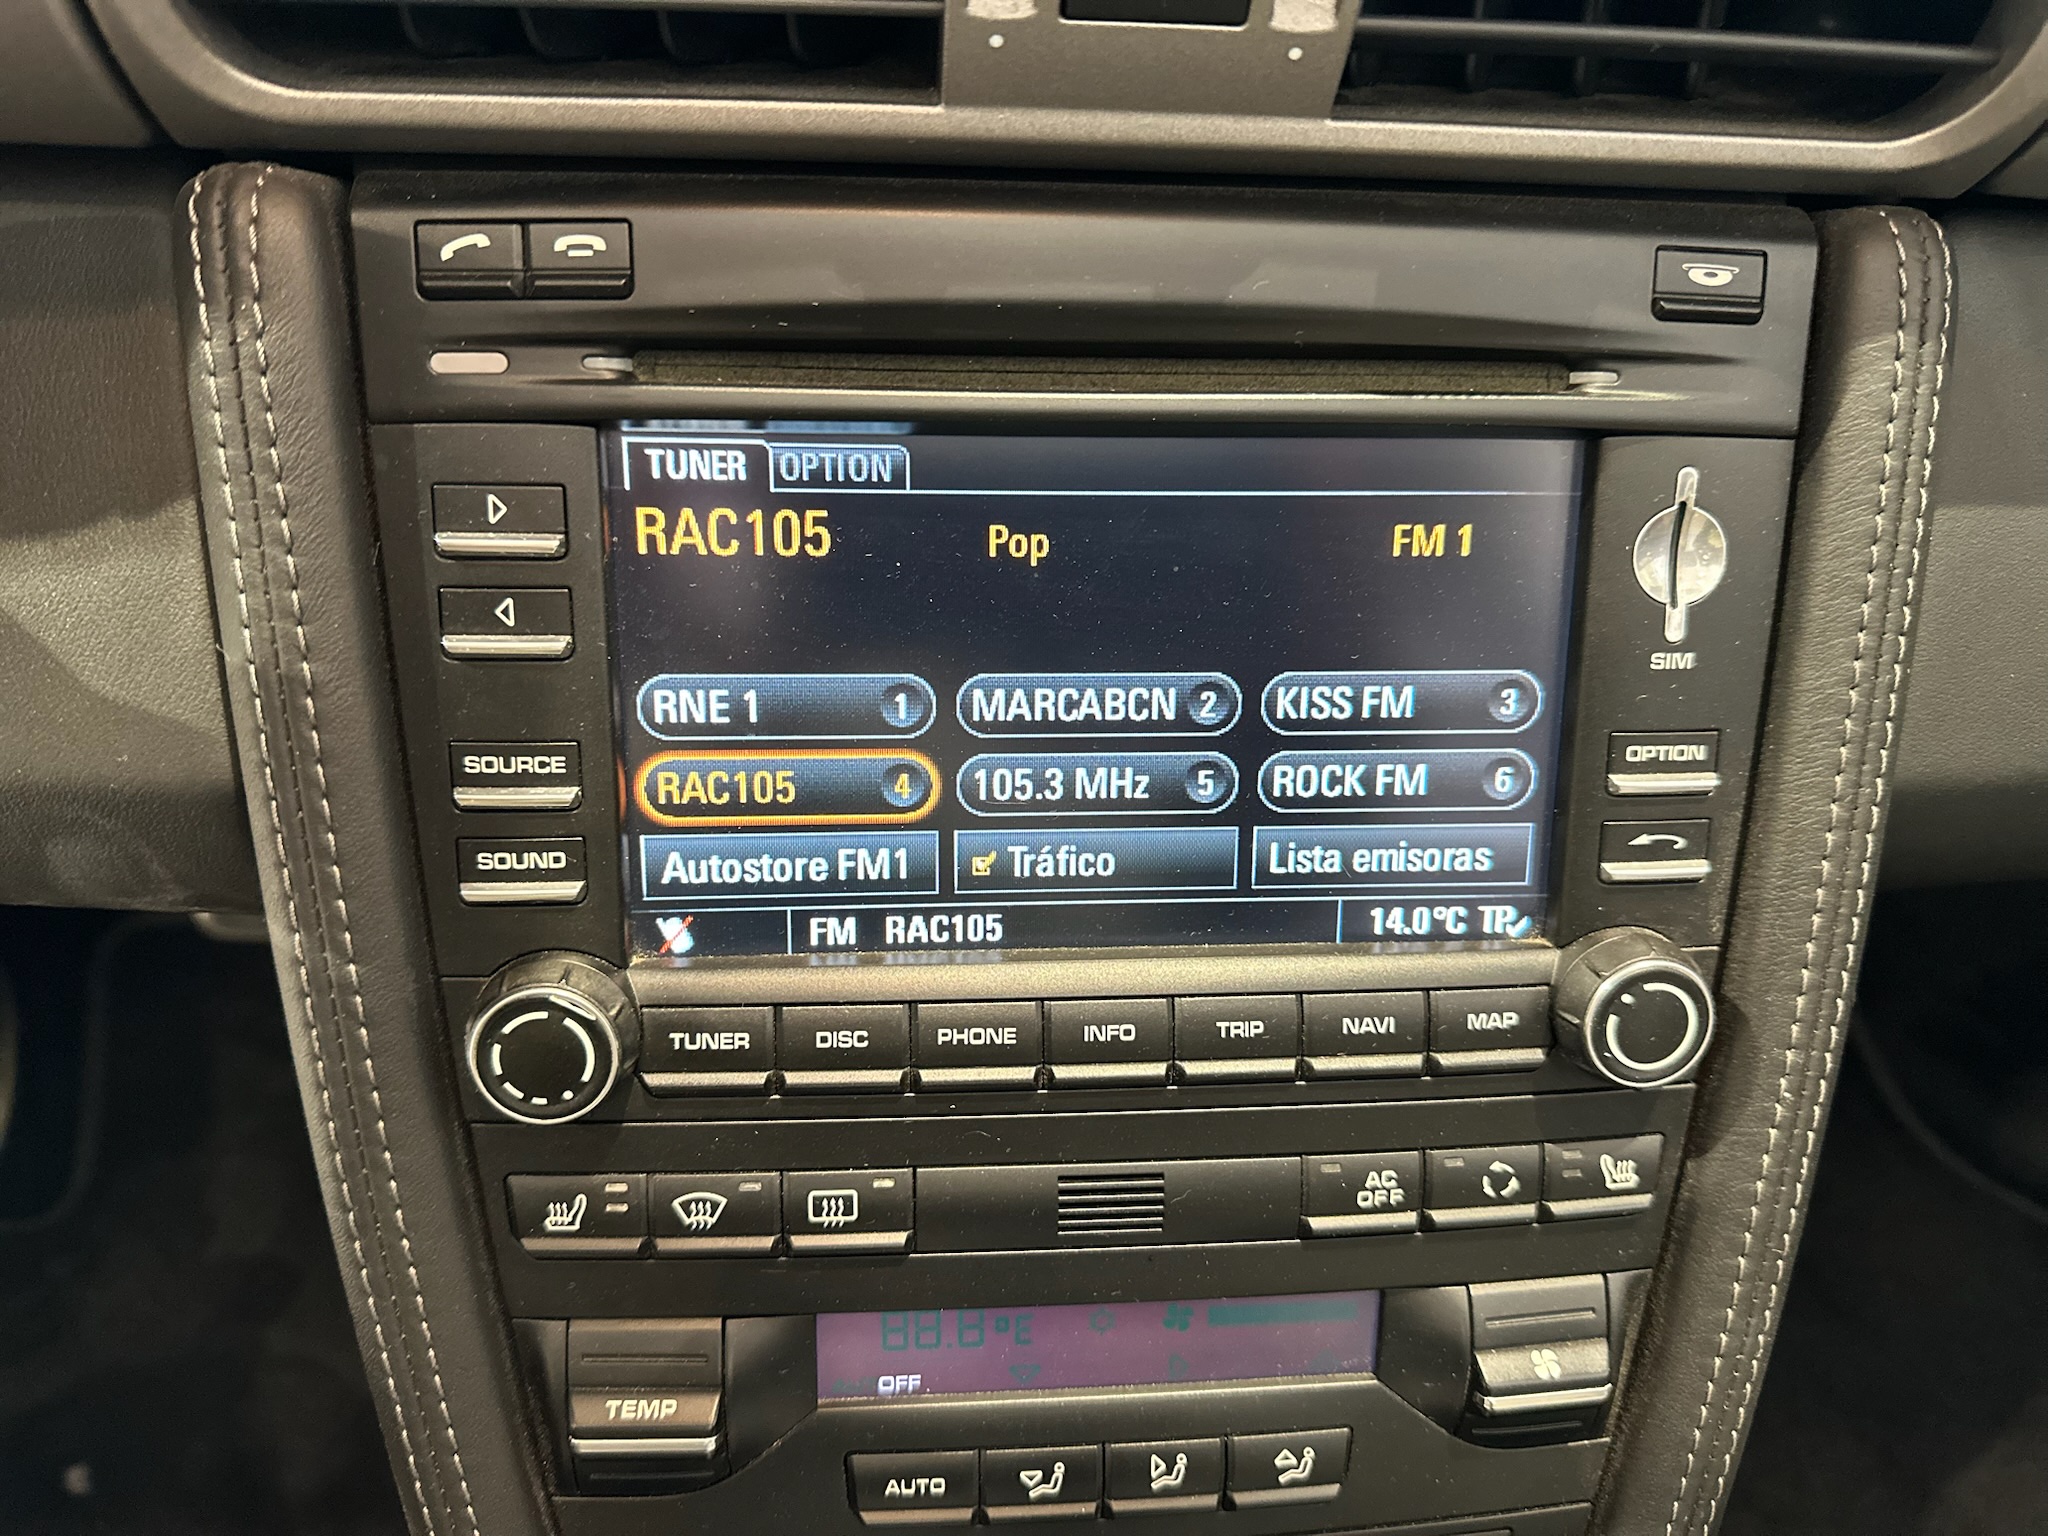 TUNER OPTION
RAC105 Pop FM 1
SIM
RNE 1 1 MARCABCN 2 KISS FM 3
SOURCE
OPTION
RAC105 4 105.3 MHz 5 ROCK FM 6
SOUND
Autostore FM1 Tráfico Lista emisoras
FM RAC105 14.0°C TP
TUNER DISC PHONE INFO TRIP NAVI MAP
AC
OFF
OFF
TEMP
AUTO